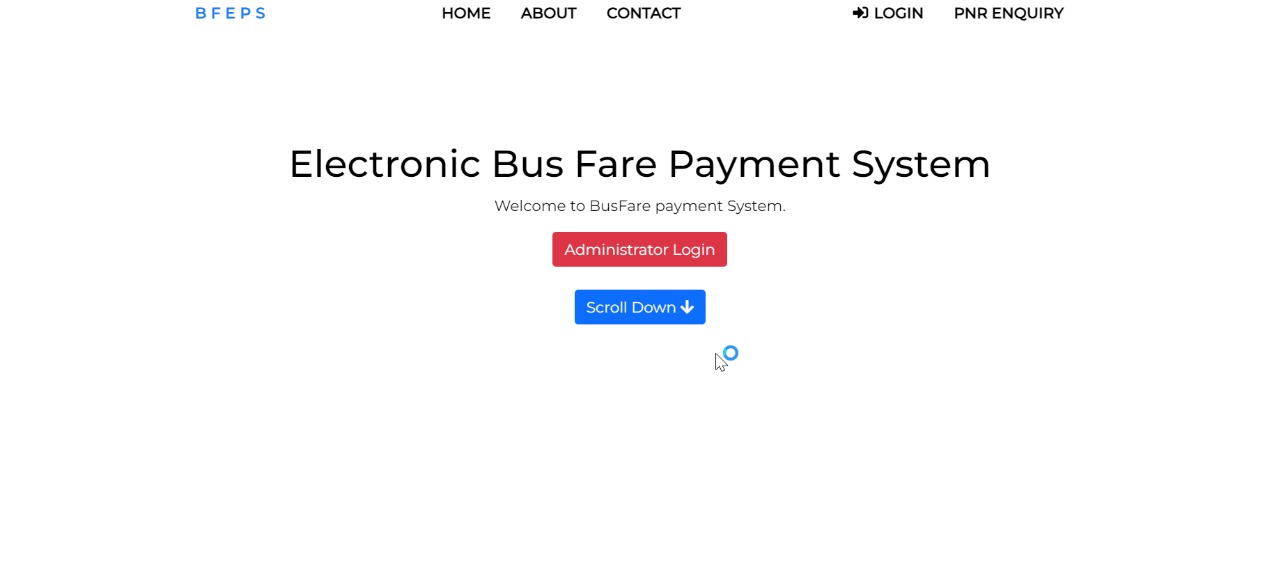 BFEPS HOME ABOUT CONTACT LOGIN PNR ENQUIRY
Electronic Bus Fare Payment System
Welcome to BusFare payment System.
Administrator Login
Scroll Down